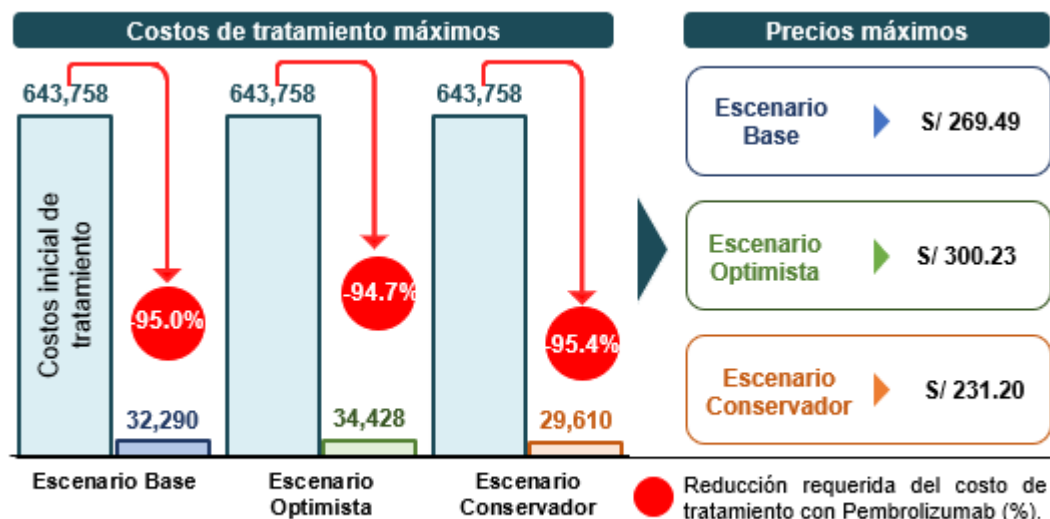 Costos de tratamiento máximos
643,758
643,758
643,758
Costos inicial de
tratamiento
-95.0%
-94.7%
-95.4%
32,290
34,428
29,610
Escenario Base
Escenario
Optimista
Escenario
Conservador
Precios máximos
Escenario
Base
S/ 269.49
Escenario
Optimista
S/ 300.23
Escenario
Conservador
S/ 231.20
Reducción requerida del costo de
tratamiento con Pembrolizumab (%).